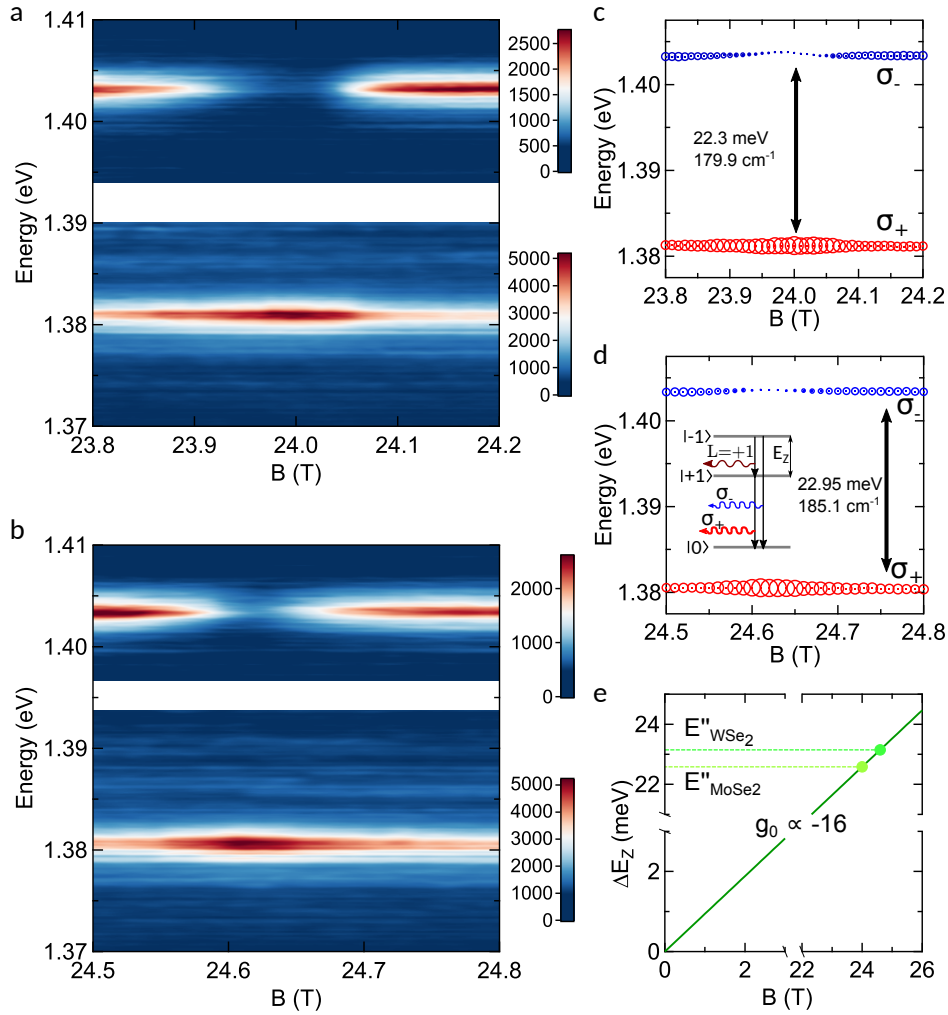 a
1.41
1.40
1.39
1.38
1.37
Energy (eV)
23.8
23.9
24.0
24.1
24.2
B (T)
2500
2000
1500
1000
500
0
5000
4000
3000
2000
1000
0
b
1.41
1.40
1.39
1.38
1.37
Energy (eV)
24.5
24.6
24.7
24.8
B (T)
2000
1000
0
5000
4000
3000
2000
1000
0
c
1.40
1.39
1.38
Energy (eV)
σ-
22.3 meV
179.9 cm-1
σ+
23.8
23.9
24.0
24.1
24.2
B (T)
d
1.40
1.39
1.38
Energy (eV)
σ-
|-1>
L=+1
EZ
|+1>
σ-
σ+
|0>
22.95 meV
185.1 cm-1
σ+
24.5
24.6
24.7
24.8
B (T)
e
24
22
2
0
ΔEZ (meV)
E"WSe2
E"MoSe2
g0 ∝ -16
0
2
22
24
26
B (T)